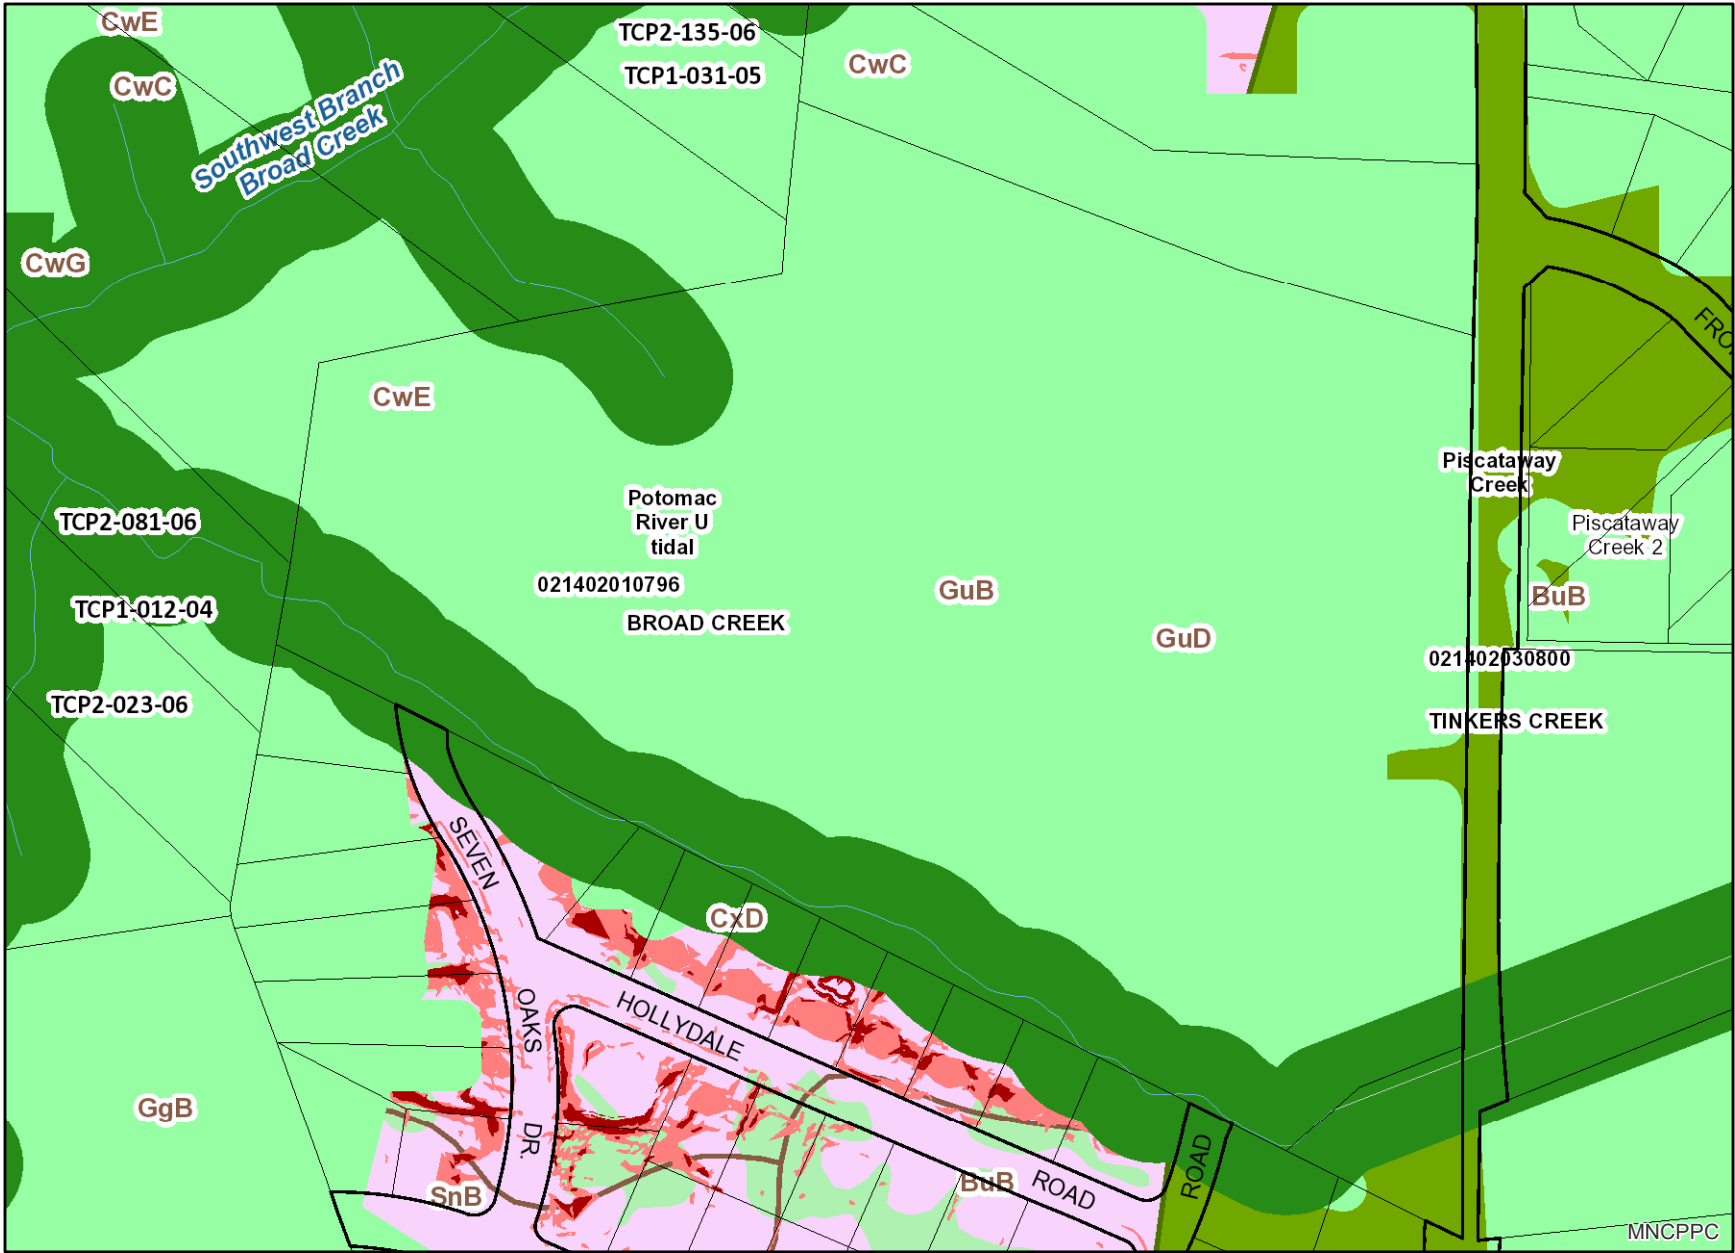 CwE
TCP2-135-06
CwC
TCP1-031-05
CwC
Southwest Branch
Broad Creek
CwG
CwE
Piscataway
Creek
Potomac
River U
tidal
TCP2-081-06
Piscataway
Creek 2
021402010796
GuB
BuB
TCP1-012-04
BROAD CREEK
GuD
021402030800
TCP2-023-06
TINKERS CREEK
SEVEN
OAKS
DR.
CxD
HOLLYDALE
ROAD
GgB
SnB
BuB
ROAD
MNCPPC